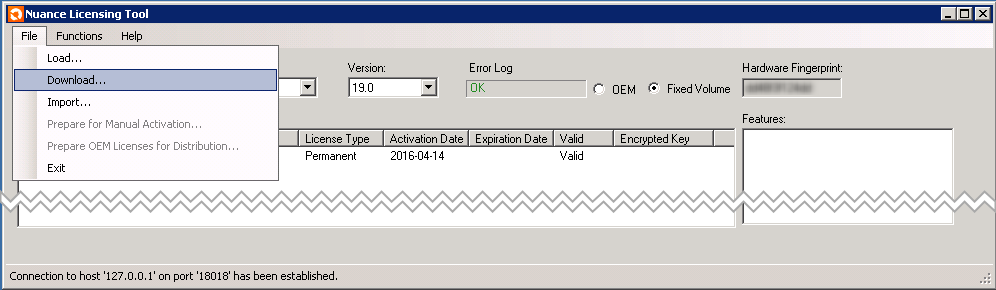 Nuance Licensing Tool
File Functions Help
Load...
Download...
Import...
Prepare for Manual Activation...
Prepare OEM Licenses for Distribution...
Exit
Version: Error Log Hardware Fingerprint:
19.0 OK OEM Fixed Volume
Features:
License Type Activation Date Expiration Date Valid Encrypted Key
Permanent 2016-04-14 Valid
Connection to host '127.0.0.1' on port '18018' has been established.